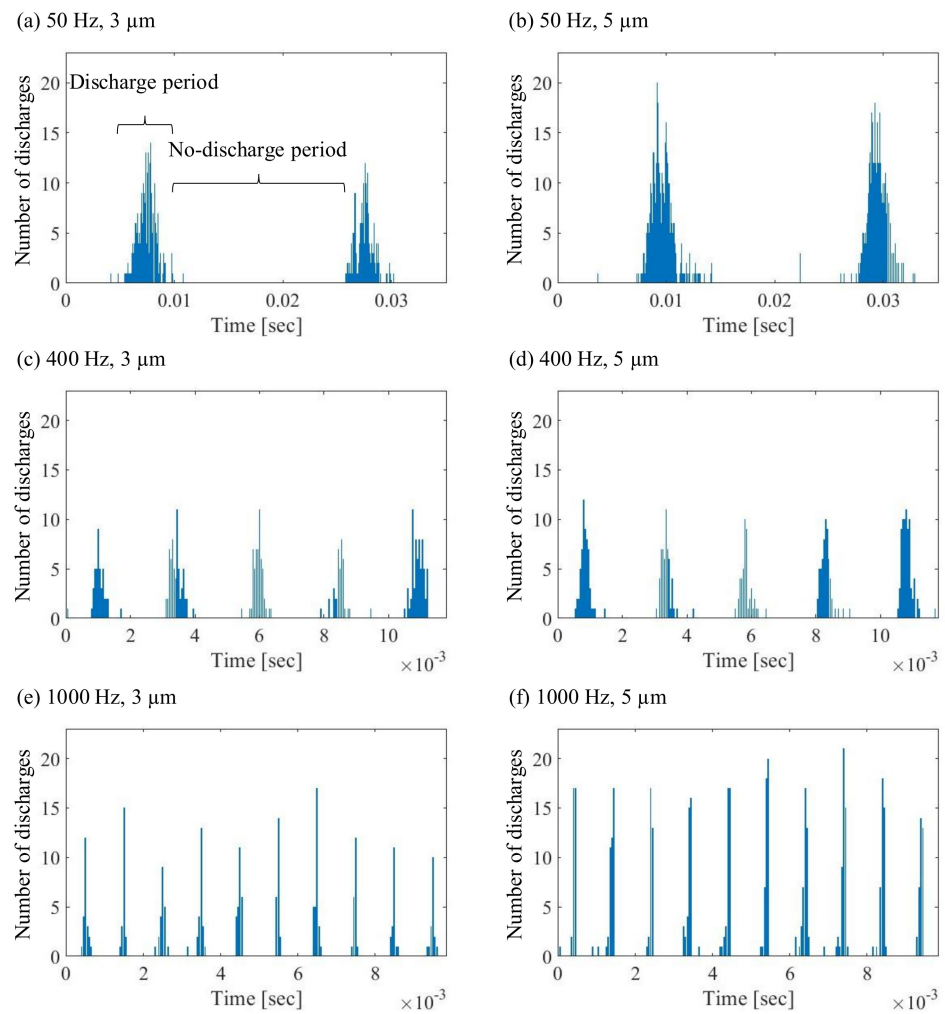 (a) 50 Hz, 3 µm
Number of discharges
20
15
10
5
0
Discharge period
No-discharge period
0 0.01 0.02 0.03
Time [sec]
(b) 50 Hz, 5 µm
Number of discharges
20
15
10
5
0
0 0.01 0.02 0.03
Time [sec]
(c) 400 Hz, 3 µm
Number of discharges
20
15
10
5
0
0 2 4 6 8 10
Time [sec]
×10⁻³
(d) 400 Hz, 5 µm
Number of discharges
20
15
10
5
0
0 2 4 6 8 10
Time [sec]
×10⁻³
(e) 1000 Hz, 3 µm
Number of discharges
20
15
10
5
0
0 2 4 6 8
Time [sec]
×10⁻³
(f) 1000 Hz, 5 µm
Number of discharges
20
15
10
5
0
0 2 4 6 8
Time [sec]
×10⁻³